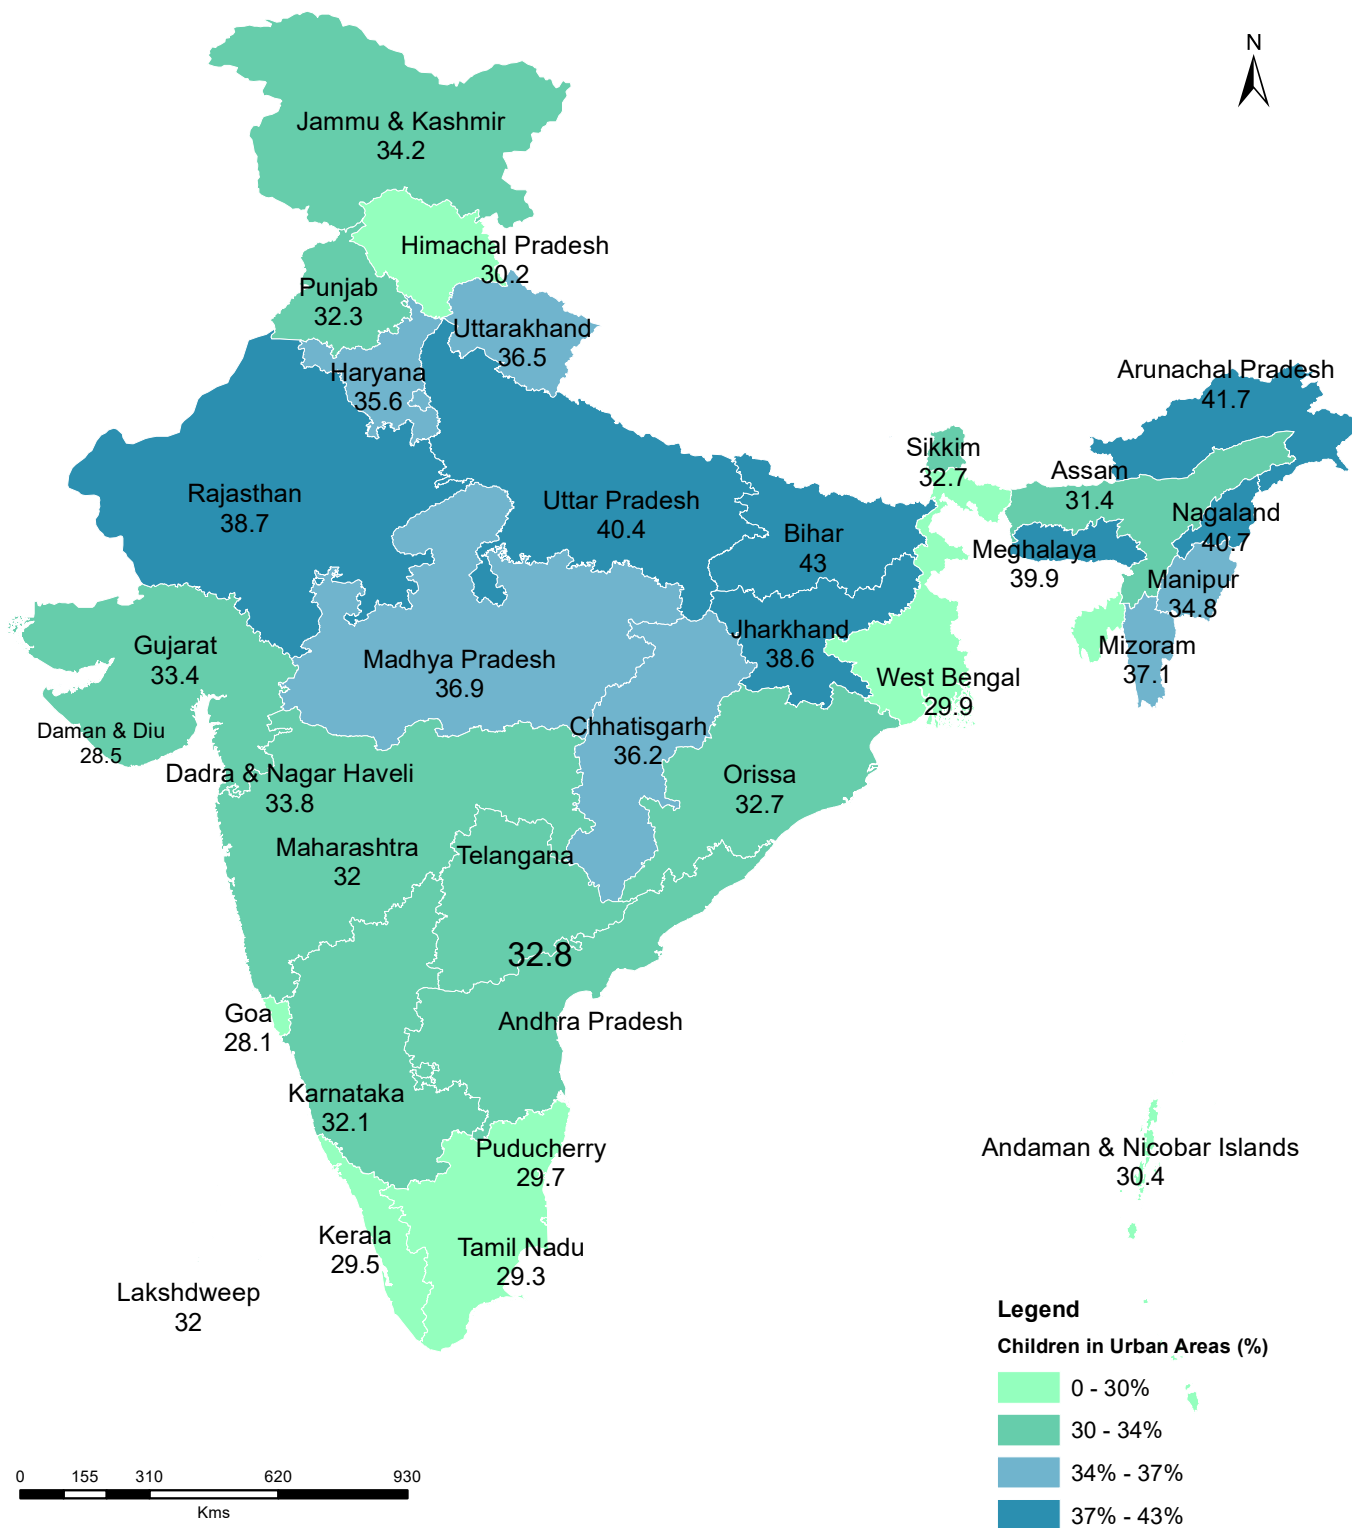 N
Jammu & Kashmir
34.2
Himachal Pradesh
30.2
Punjab
32.3
Uttarakhand
36.5
Haryana
35.6
Arunachal Pradesh
41.7
Sikkim
32.7
Assam
31.4
Rajasthan
38.7
Uttar Pradesh
40.4
Bihar
43
Nagaland
40.7
Meghalaya
39.9
Manipur
34.8
Gujarat
33.4
Madhya Pradesh
36.9
Jharkhand
38.6
West Bengal
29.9
Mizoram
37.1
Daman & Diu
28.5
Chhatisgarh
36.2
Dadra & Nagar Haveli
33.8
Orissa
32.7
Maharashtra
32
Telangana
32.8
Goa
28.1
Andhra Pradesh
Karnataka
32.1
Puducherry
29.7
Andaman & Nicobar Islands
30.4
Kerala
29.5
Tamil Nadu
29.3
Lakshdweep
32
Legend
Children in Urban Areas (%)
0 - 30%
30 - 34%
34% - 37%
37% - 43%
0 155 310 620 930
Kms